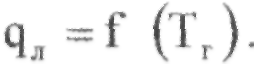 qл = f (Tг).